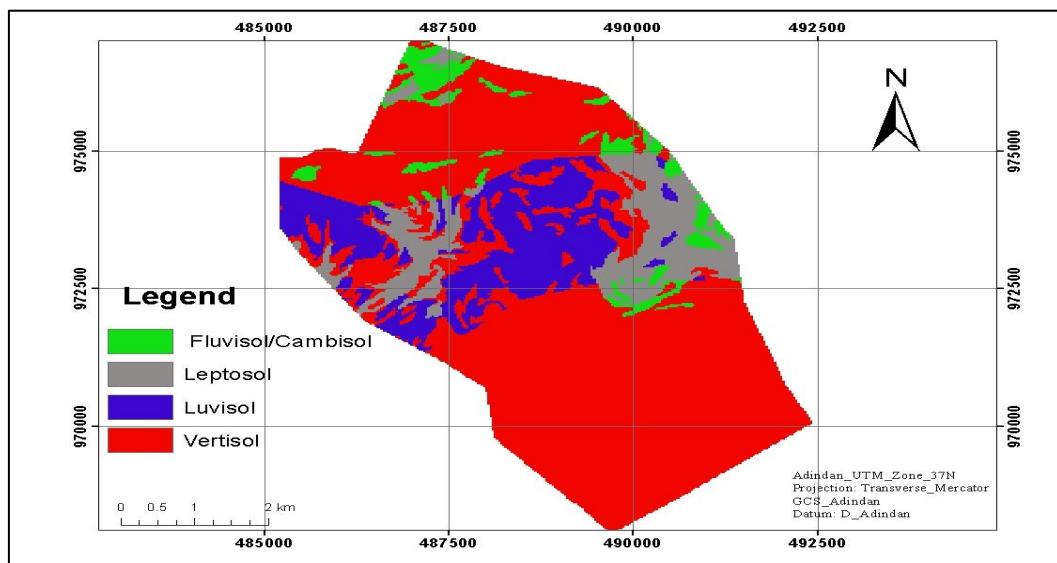 485000 487500 490000 492500
N
975000 975000
972500 972500
Legend
Fluvisol/Cambisol
Leptosol
Luvisol
Vertisol
970000 970000
Adindan_UTM_Zone_37N
Projection: Transverse_Mercator
GCS_Adindan
Datum: D_Adindan
0 0.5 1 2 km
485000 487500 490000 492500